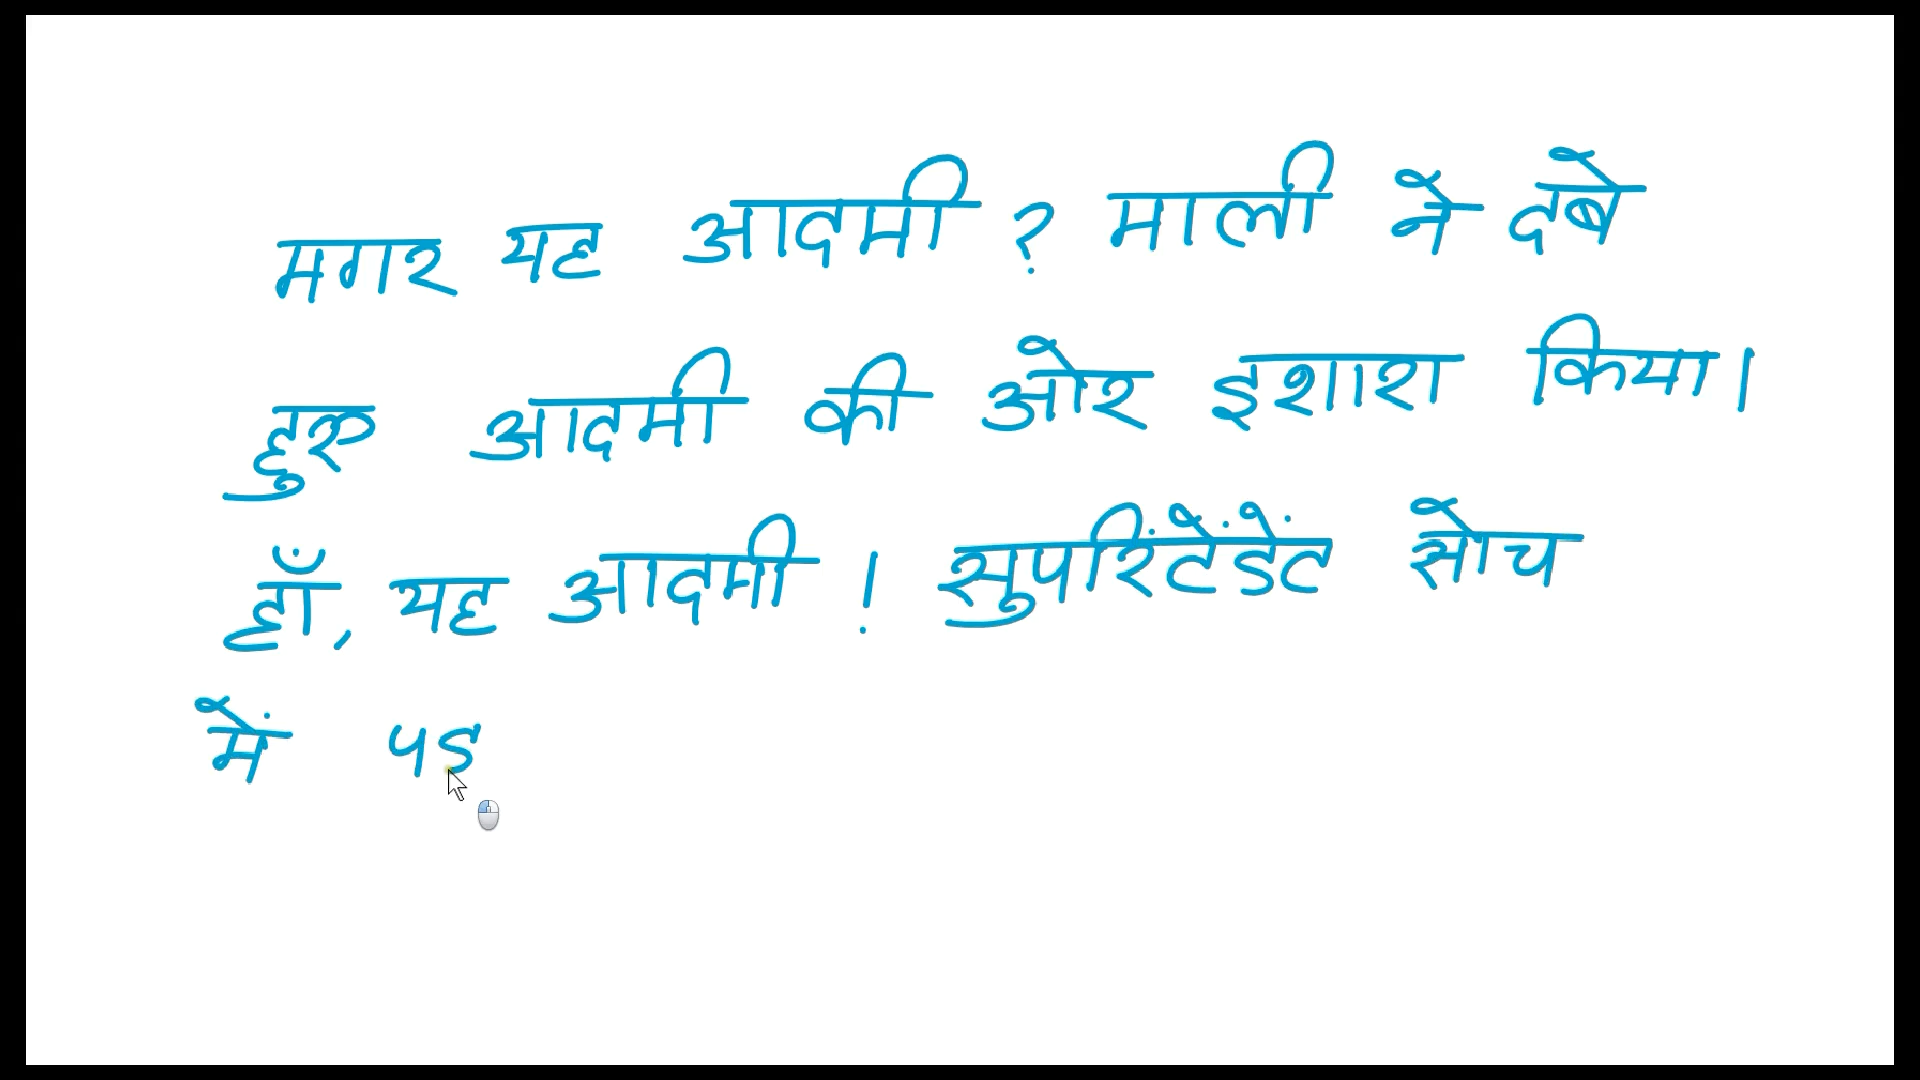 मगर यह आदमी ? माली ने दबे
हुए आदमी की ओर इशारा किया।
हाँ, यह आदमी ! सुपरिंटेंडेंट सोच
में पड